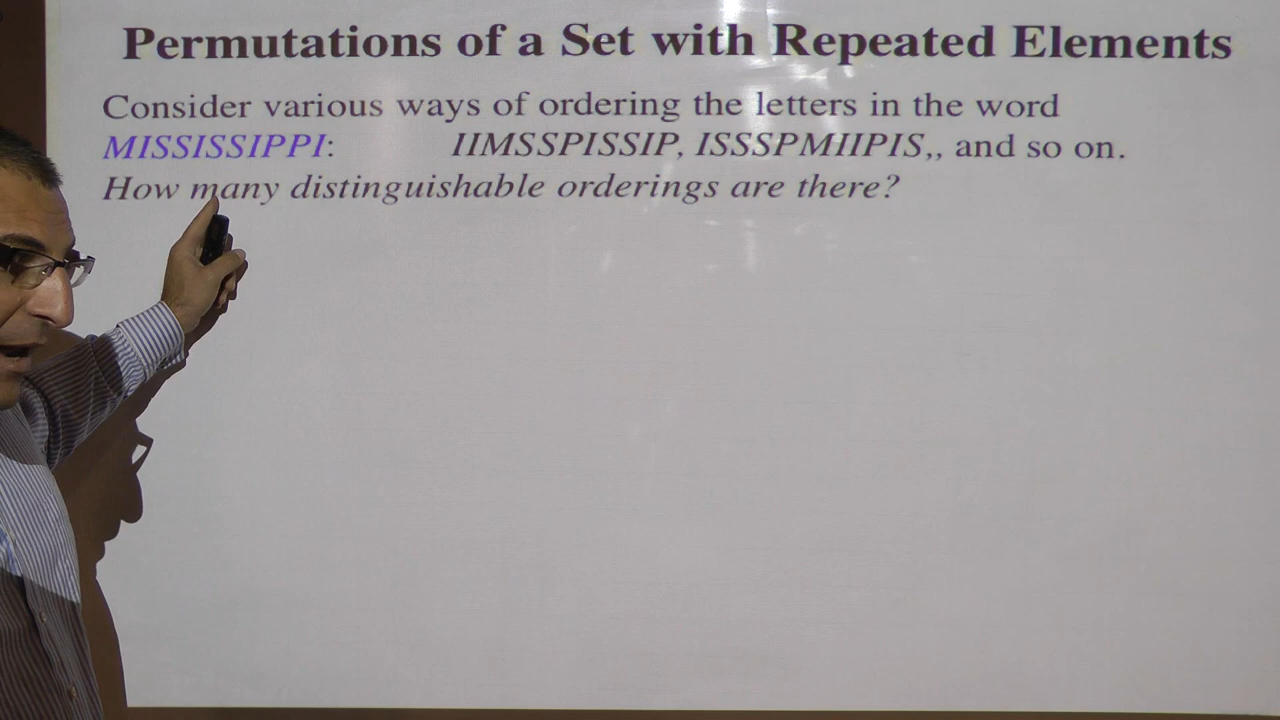 Permutations of a Set with Repeated Elements
Consider various ways of ordering the letters in the word
MISSISSIPPI: IIMSSPISSIP, ISSSPMIIPIS,, and so on.
How many distinguishable orderings are there?